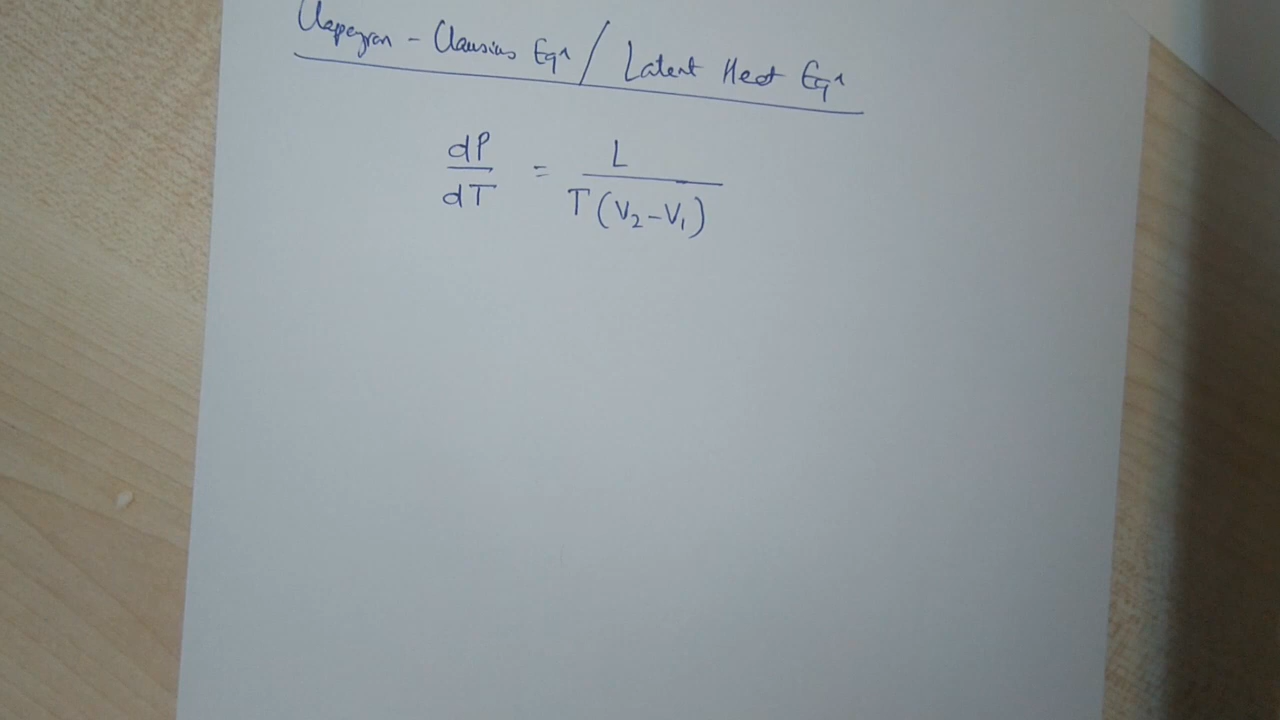 Clapeyron - Clausius Eqn / Latent Heat Eqn
dP/dT = L/T(V₂-V₁)